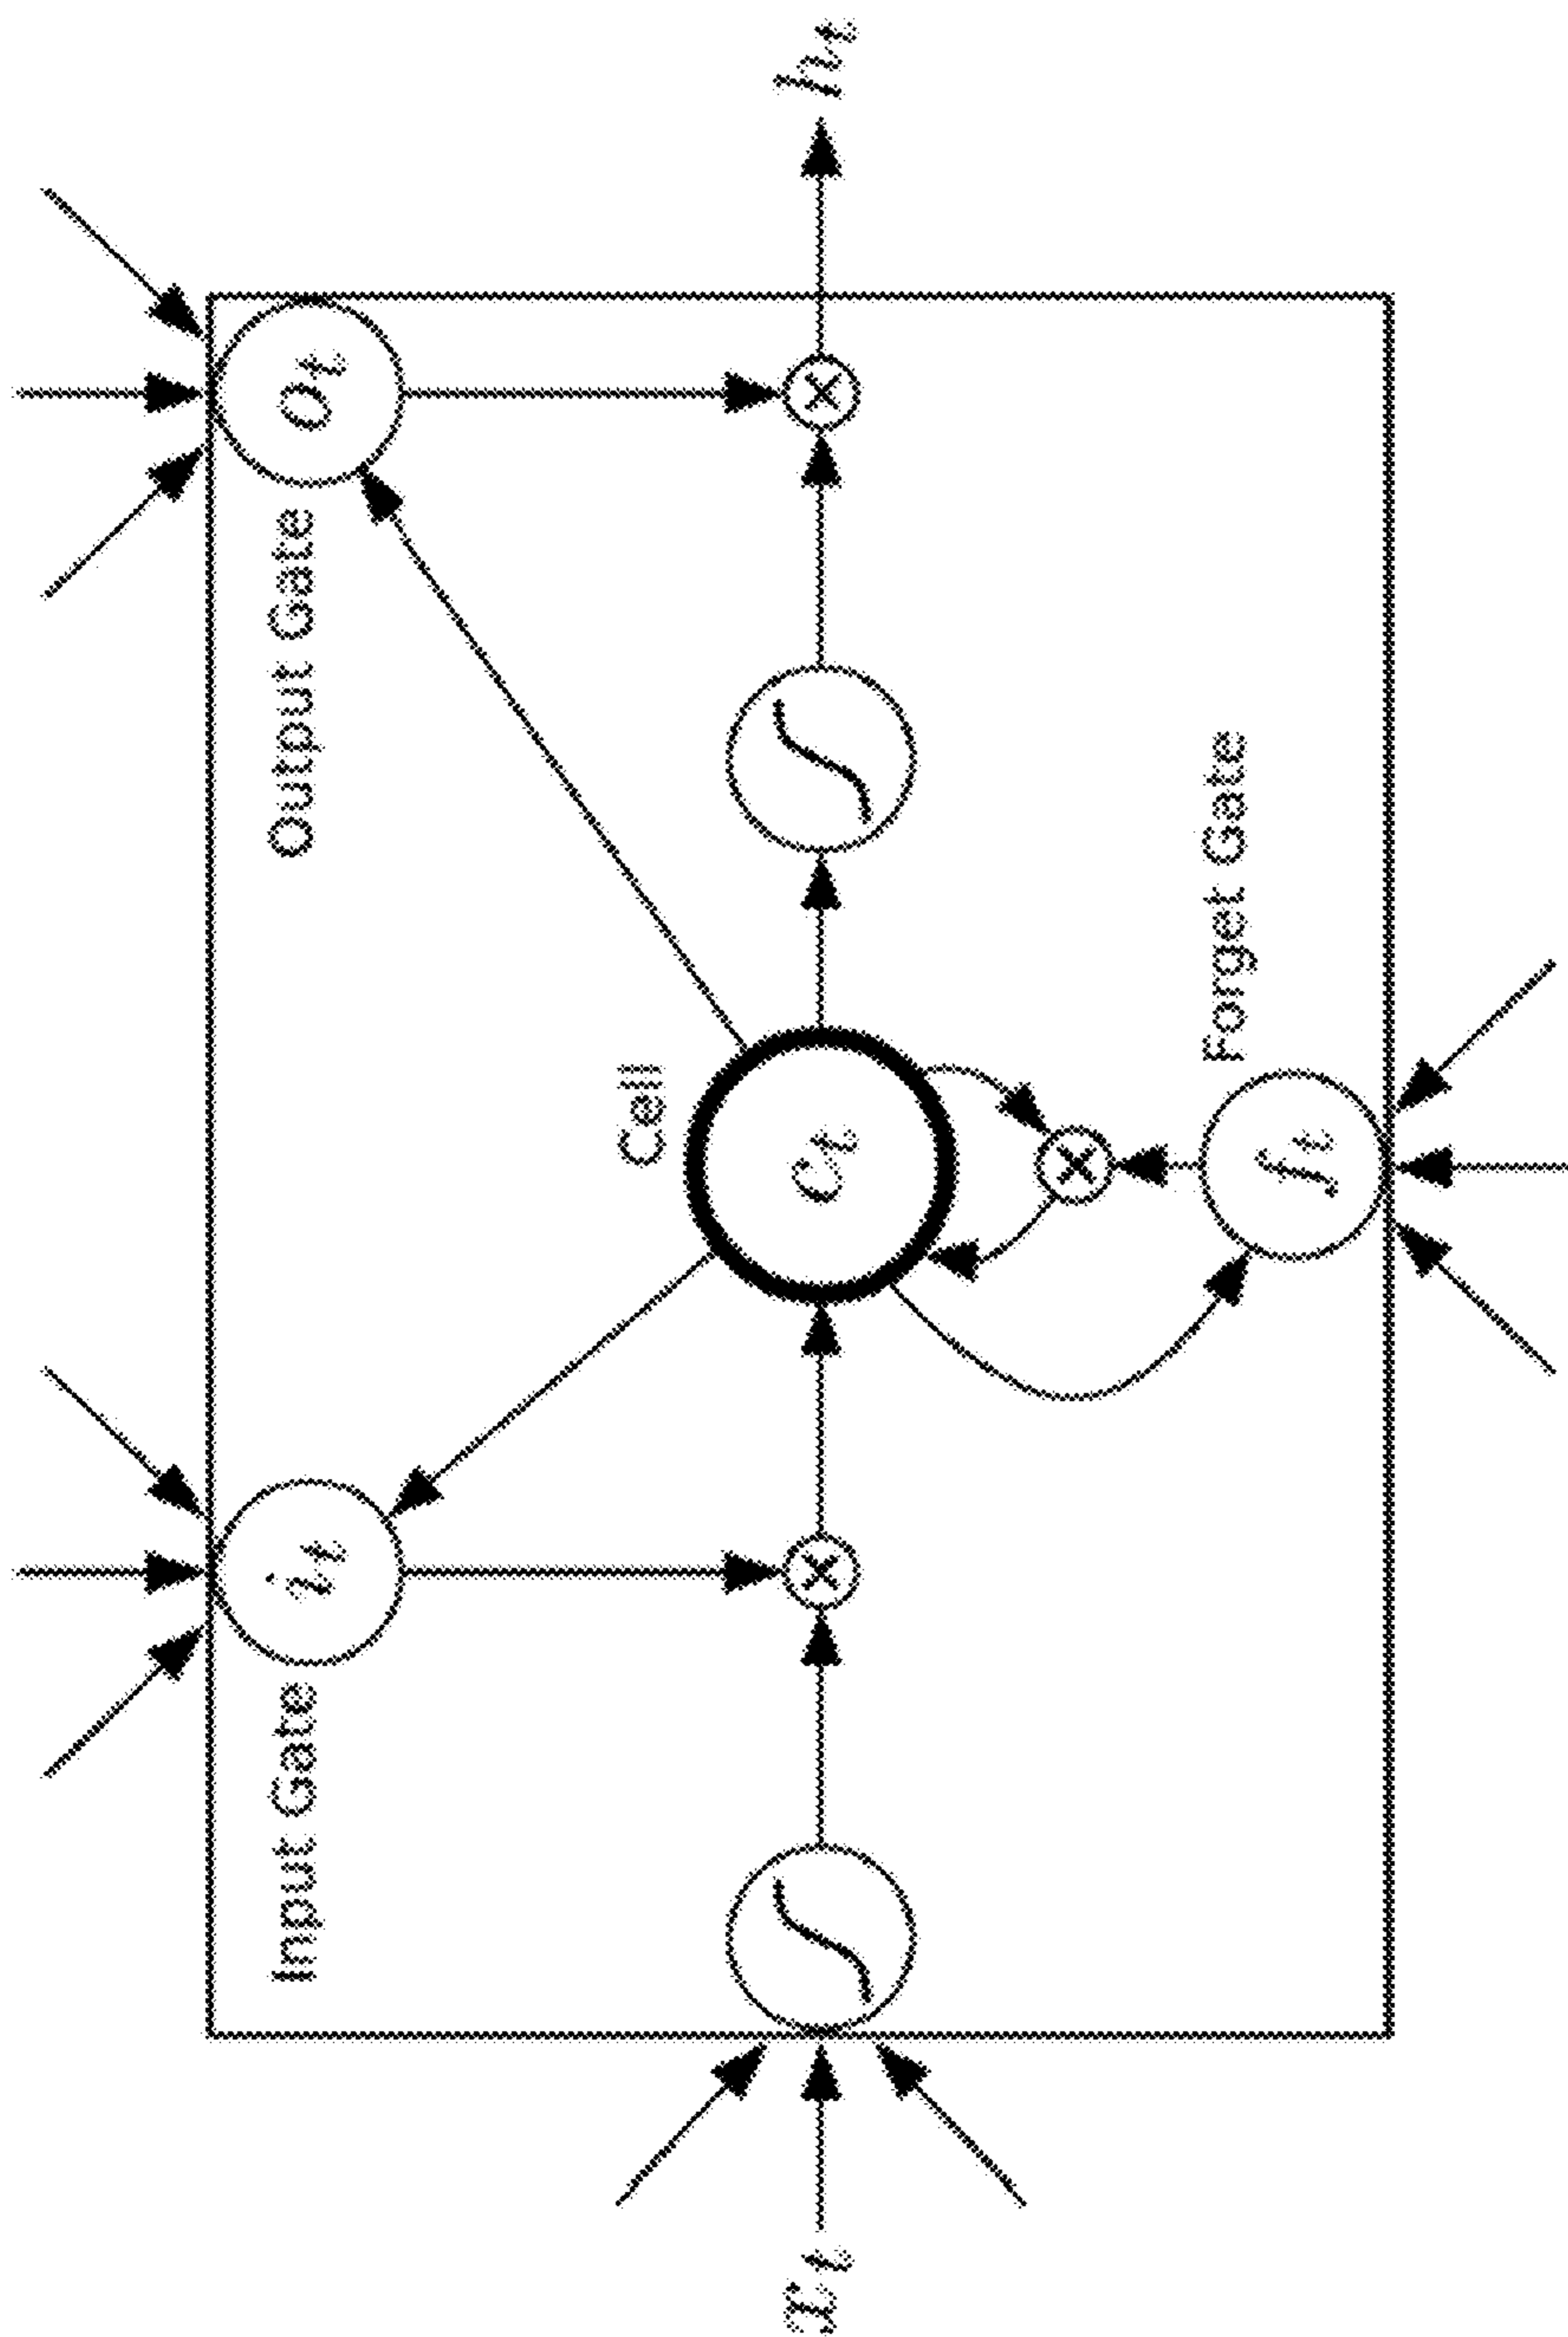 Input Gate
i_t
Output Gate
o_t
Cell
x_t
c_t
h_t
f_t
Forget Gate